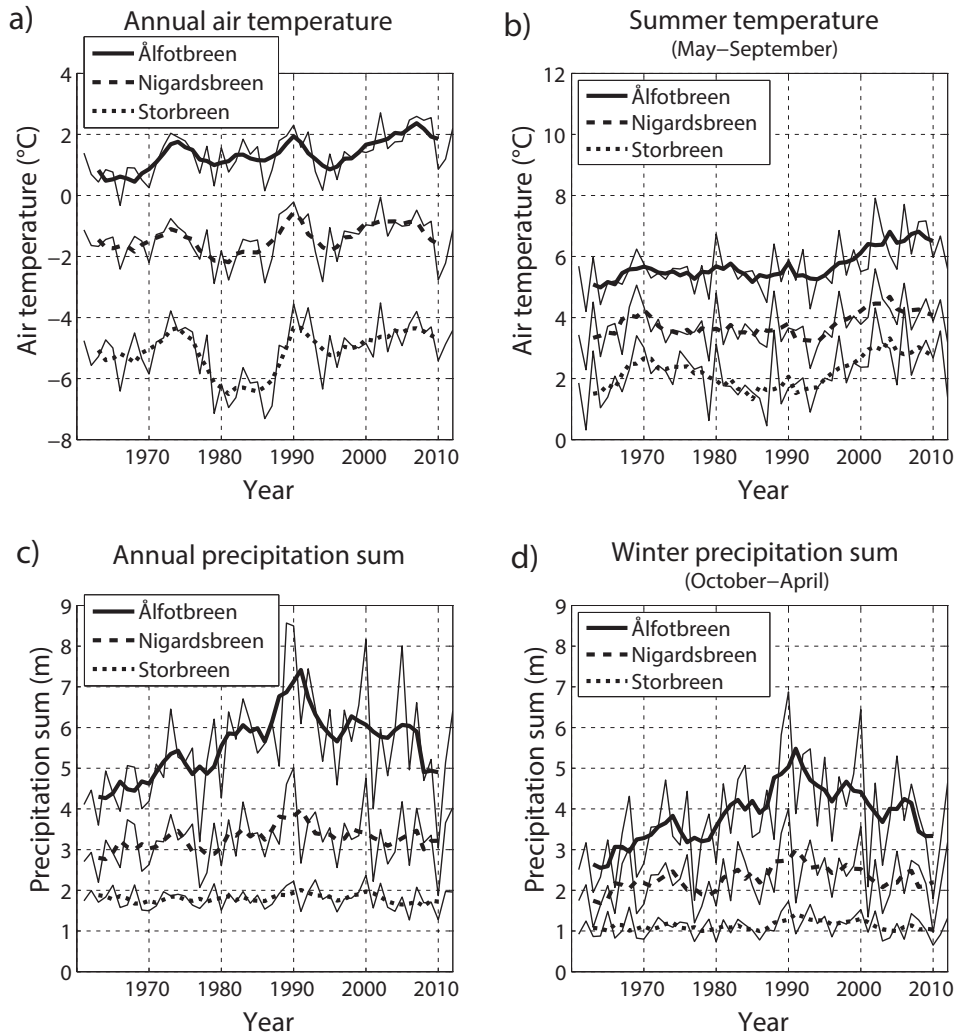 a)
Annual air temperature
Ålfotbreen
Nigardsbreen
Storbreen
Air temperature (°C)
4
2
0
−2
−4
−6
−8
1970 1980 1990 2000 2010
Year
b)
Summer temperature
(May−September)
Ålfotbreen
Nigardsbreen
Storbreen
Air temperature (°C)
12
10
8
6
4
2
0
1970 1980 1990 2000 2010
Year
c)
Annual precipitation sum
Ålfotbreen
Nigardsbreen
Storbreen
Precipitation sum (m)
9
8
7
6
5
4
3
2
1
0
1970 1980 1990 2000 2010
Year
d)
Winter precipitation sum
(October−April)
Ålfotbreen
Nigardsbreen
Storbreen
Precipitation sum (m)
9
8
7
6
5
4
3
2
1
0
1970 1980 1990 2000 2010
Year